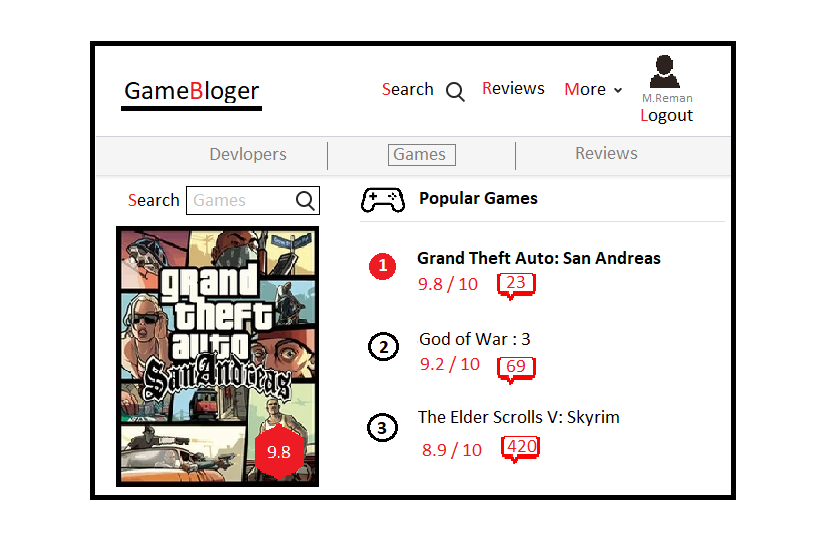 GameBloger
Search
Reviews
More
M.Reman
Logout
Devlopers
Games
Reviews
Search
Games
Popular Games
grand
theft
auto
San Andreas
9.8
1
Grand Theft Auto: San Andreas
9.8 / 10
23
2
God of War : 3
9.2 / 10
69
3
The Elder Scrolls V: Skyrim
8.9 / 10
420